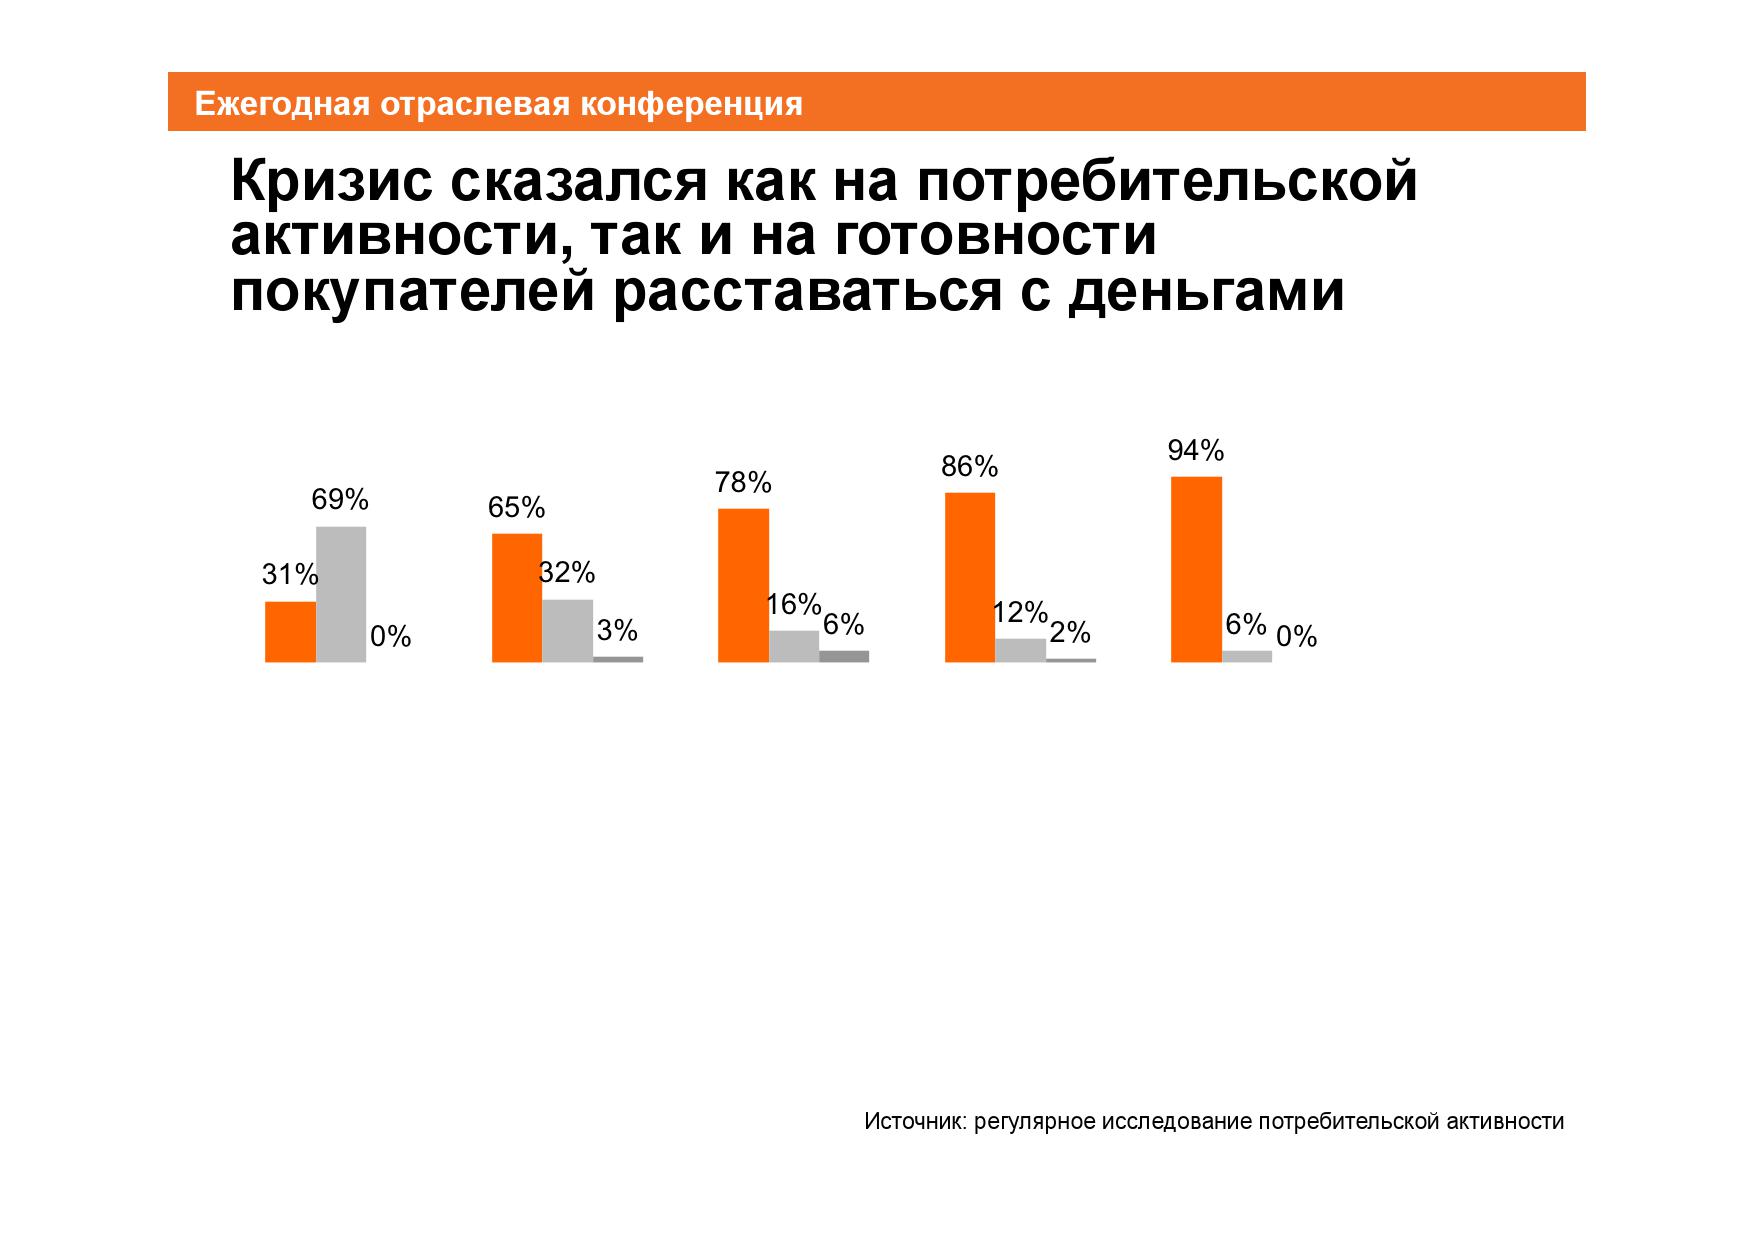 Ежегодная отраслевая конференция
Кризис сказался как на потребительской
активности, так и на готовности
покупателей расставаться с деньгами
31% 69% 0% 65% 32% 3% 78% 16% 6% 86% 12% 2% 94% 6% 0%
Источник: регулярное исследование потребительской активности